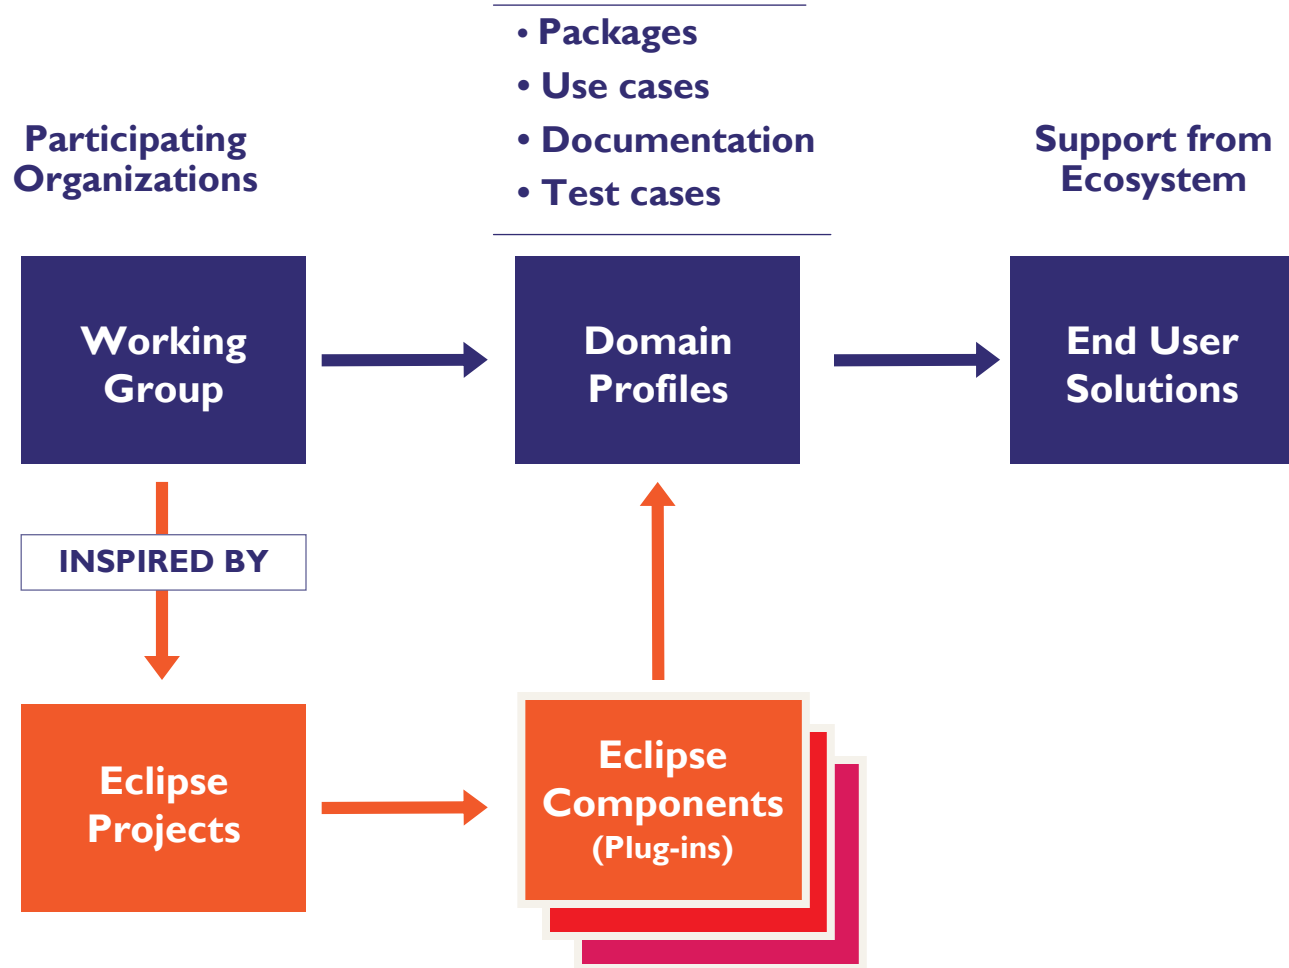 • Packages
• Use cases
• Documentation
• Test cases
Participating
Organizations
Support from
Ecosystem
Working
Group
Domain
Profiles
End User
Solutions
INSPIRED BY
Eclipse
Projects
Eclipse
Components
(Plug-ins)